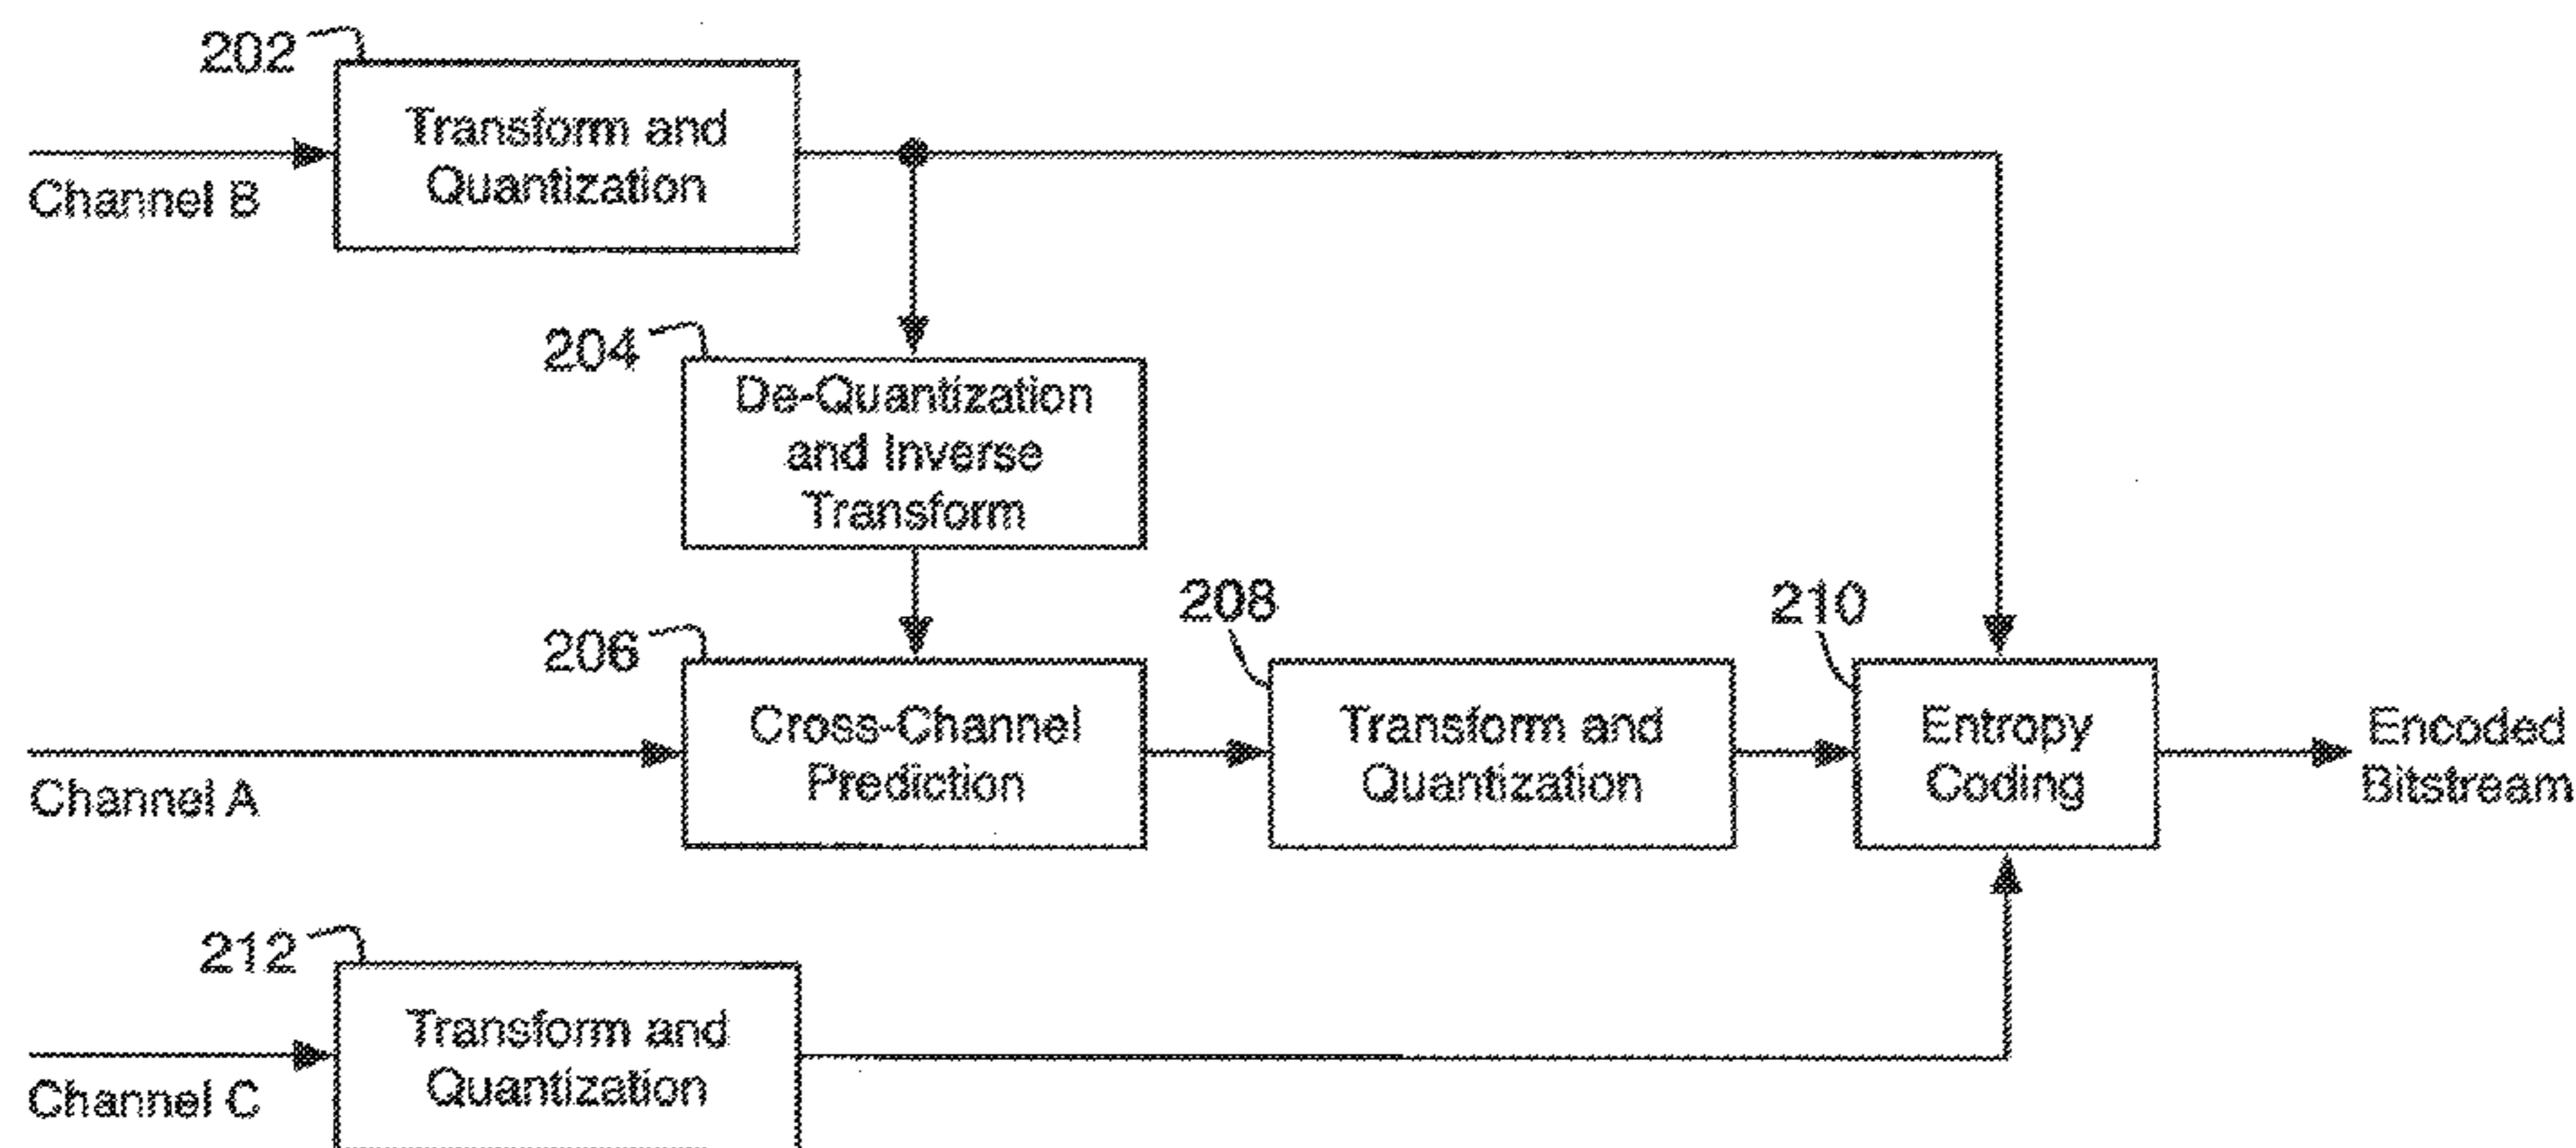 202
Transform and
Quantization
Channel B
204
De-Quantization
and Inverse
Transform
206
Cross-Channel
Prediction
Channel A
208
Transform and
Quantization
210
Entropy
Coding
Encoded
Bitstream
212
Transform and
Quantization
Channel C